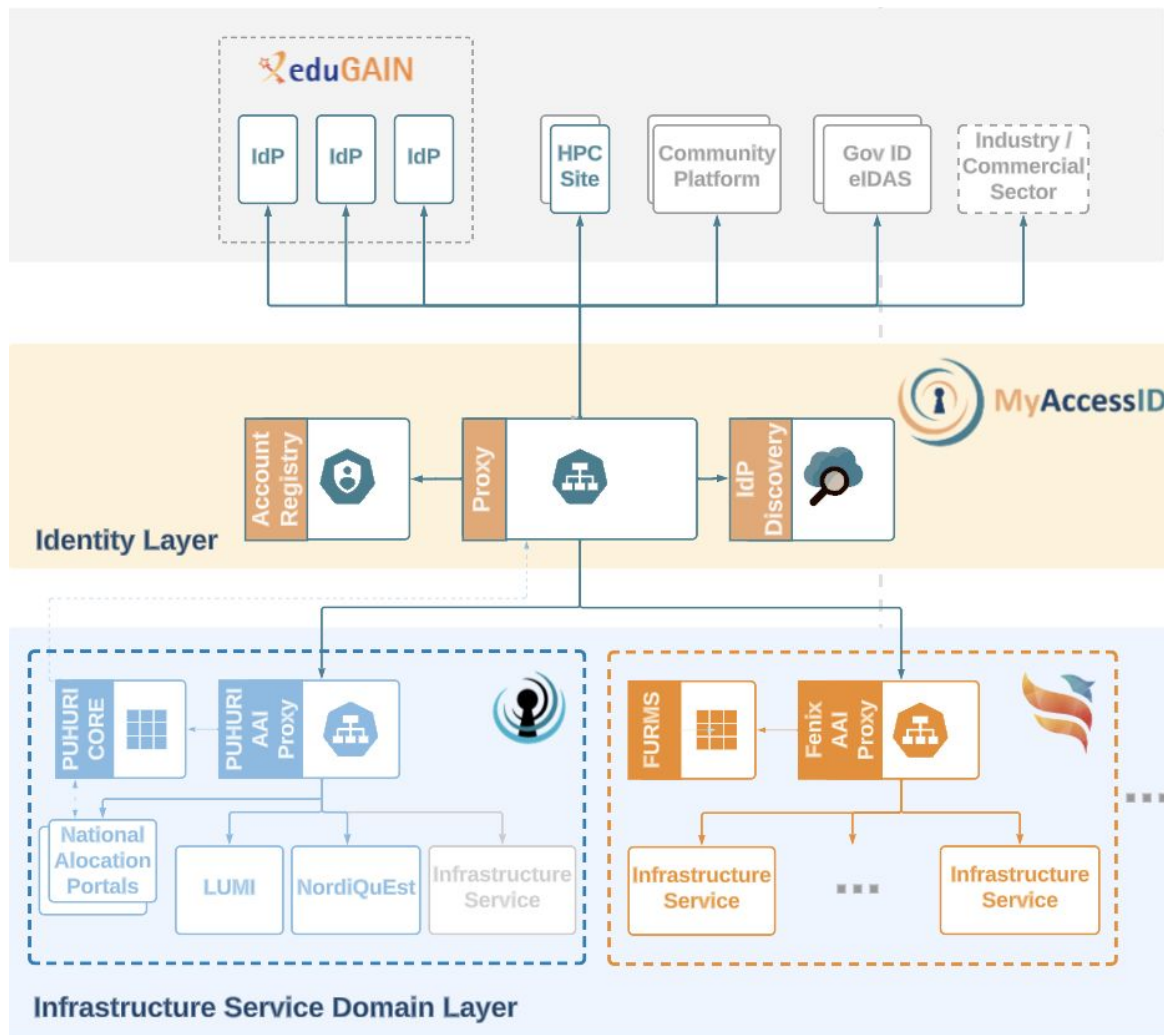 eduGAIN
IdP
IdP
IdP
HPC
Site
Community
Platform
Gov ID
eIDAS
Industry /
Commercial
Sector
MyAccessID
Account
Registry
Proxy
IdP
Discovery
Identity Layer
PUHURI
CORE
PUHURI
AAI
Proxy
FURMS
Fenix
AAI
Proxy
National
Alocation
Portals
LUMI
NordiQuEst
Infrastructure
Service
Infrastructure
Service
Infrastructure
Service
Infrastructure Service Domain Layer